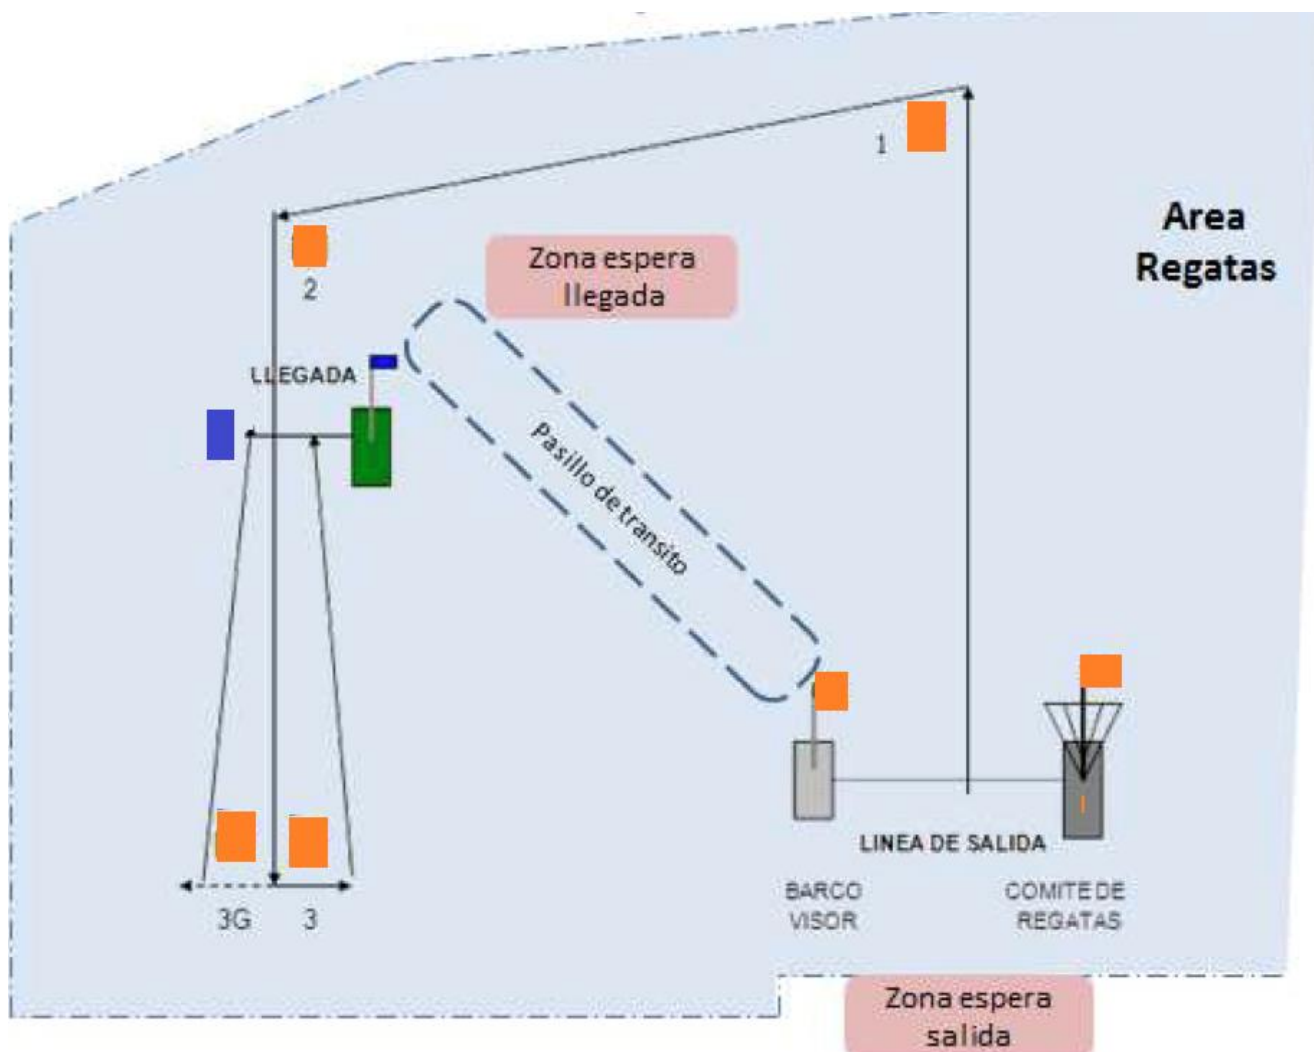 1
Area
Regatas
Zona espera
llegada
2
LLEGADA
Pasillo de transito
LINEA DE SALIDA
BARCO
VISOR
COMITE DE
REGATAS
3G
3
Zona espera
salida